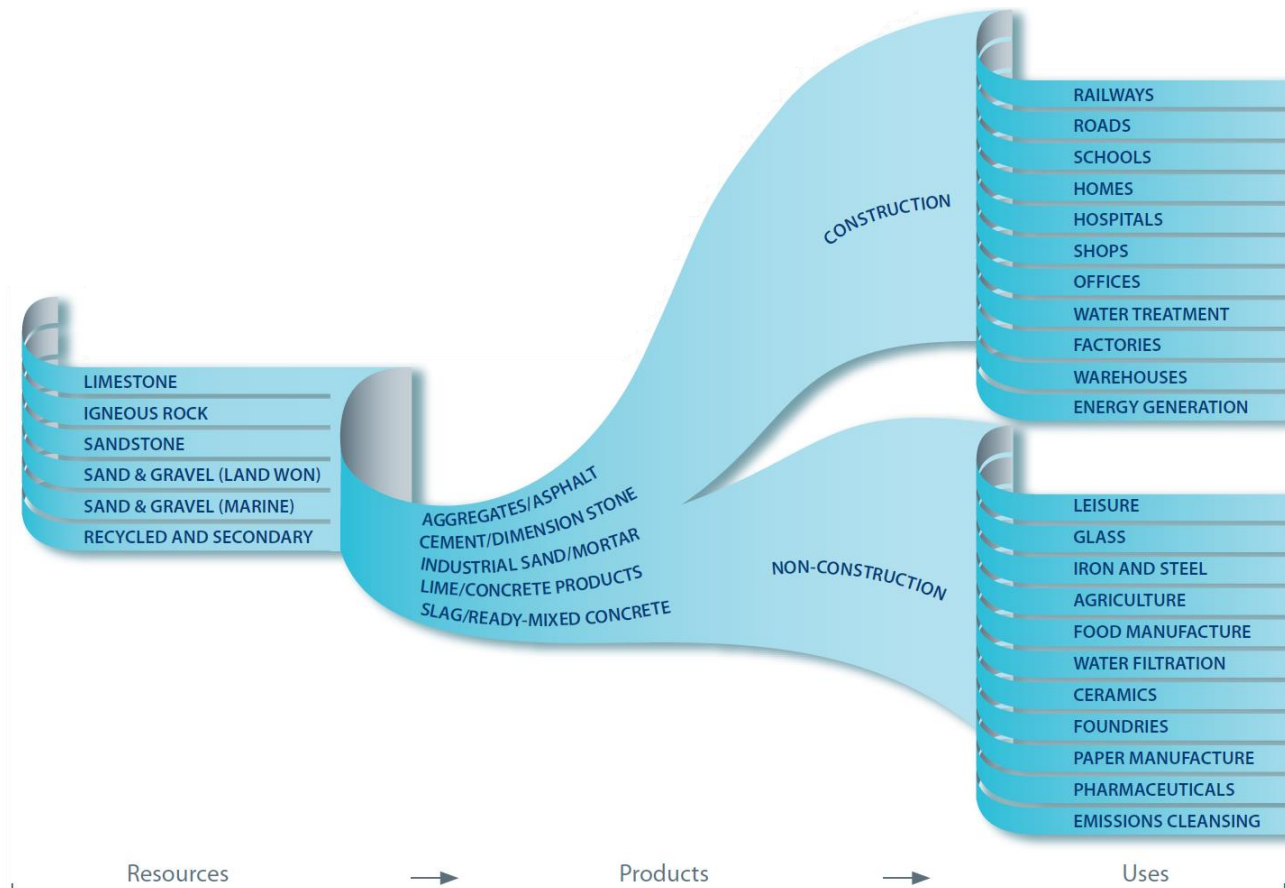 LIMESTONE
IGNEOUS ROCK
SANDSTONE
SAND & GRAVEL (LAND WON)
SAND & GRAVEL (MARINE)
RECYCLED AND SECONDARY
AGGREGATES/ASPHALT
CEMENT/DIMENSION STONE
INDUSTRIAL SAND/MORTAR
LIME/CONCRETE PRODUCTS
SLAG/READY-MIXED CONCRETE
CONSTRUCTION
NON-CONSTRUCTION
RAILWAYS
ROADS
SCHOOLS
HOMES
HOSPITALS
SHOPS
OFFICES
WATER TREATMENT
FACTORIES
WAREHOUSES
ENERGY GENERATION
LEISURE
GLASS
IRON AND STEEL
AGRICULTURE
FOOD MANUFACTURE
WATER FILTRATION
CERAMICS
FOUNDRIES
PAPER MANUFACTURE
PHARMACEUTICALS
EMISSIONS CLEANSING
Resources → Products → Uses